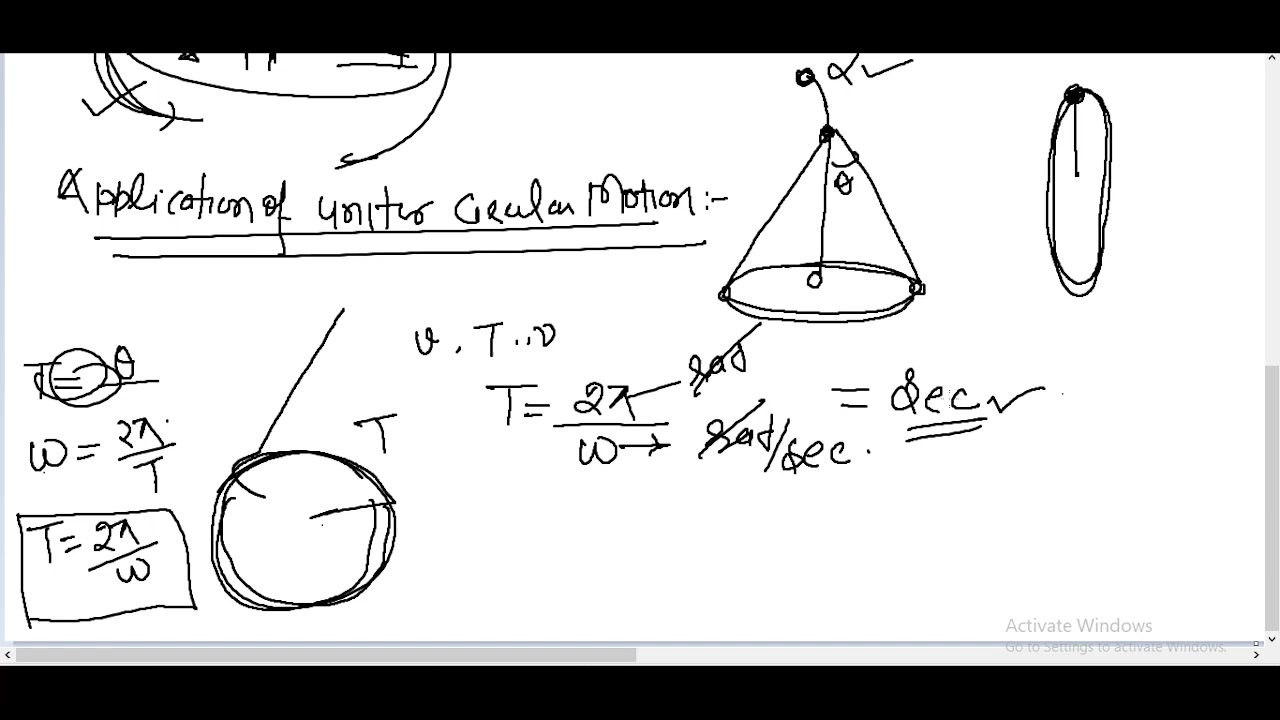 α
Application of Unifor Circular Motion :-
θ
O
v, T, ν
T = θ
T = 2π rad / ω → rad/sec. = sec ✓
ω = 2π / T
T
T = 2π / ω
Activate Windows
Go to Settings to activate Windows.